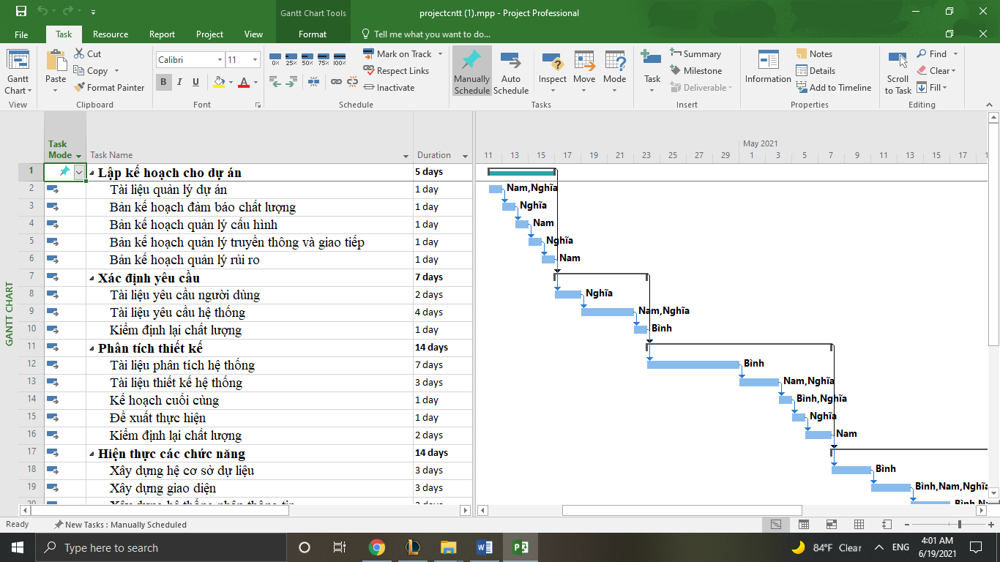 Gantt Chart Tools
projectcntt (1).mpp - Project Professional
File Task Resource Report Project View Format Tell me what you want to do...
Gantt Chart
View
Paste
Cut
Copy
Format Painter
Clipboard
Calibri 11
B I U A
Font
0% 25% 50% 75% 100%
Mark on Track
Respect Links
Inactivate
Schedule
Manually Schedule
Auto Schedule
Inspect
Move
Mode
Tasks
Task
Summary
Milestone
Deliverable
Insert
Information
Notes
Details
Add to Timeline
Properties
Scroll to Task
Find
Clear
Fill
Editing
GANTT CHART
Task Mode Task Name Duration
May 2021
11 13 15 17 19 21 23 25 27 29 1 3 5 7 9 11 13 15 17
1 Lập kế hoạch cho dự án 5 days
2 Tài liệu quản lý dự án 1 day Nam,Nghĩa
3 Bản kế hoạch đảm bảo chất lượng 1 day Nghĩa
4 Bản kế hoạch quản lý cấu hình 1 day Nam
5 Bản kế hoạch quản lý truyền thông và giao tiếp 1 day Nghĩa
6 Bản kế hoạch quản lý rủi ro 1 day Nam
7 Xác định yêu cầu 7 days
8 Tài liệu yêu cầu người dùng 2 days Nghĩa
9 Tài liệu yêu cầu hệ thống 4 days Nam,Nghĩa
10 Kiểm định lại chất lượng 1 day Bình
11 Phân tích thiết kế 14 days
12 Tài liệu phân tích hệ thống 7 days Bình
13 Tài liệu thiết kế hệ thống 3 days Nam,Nghĩa
14 Kế hoạch cuối cùng 1 day Bình,Nghĩa
15 Đề xuất thực hiện 1 day Nghĩa
16 Kiểm định lại chất lượng 2 days Nam
17 Hiện thực các chức năng 14 days
18 Xây dựng hệ cơ sở dự liệu 3 days Bình
19 Xây dựng giao diện 3 days Bình,Nam,Nghĩa
Ready New Tasks : Manually Scheduled
Type here to search
84°F Clear
ENG
4:01 AM
6/19/2021